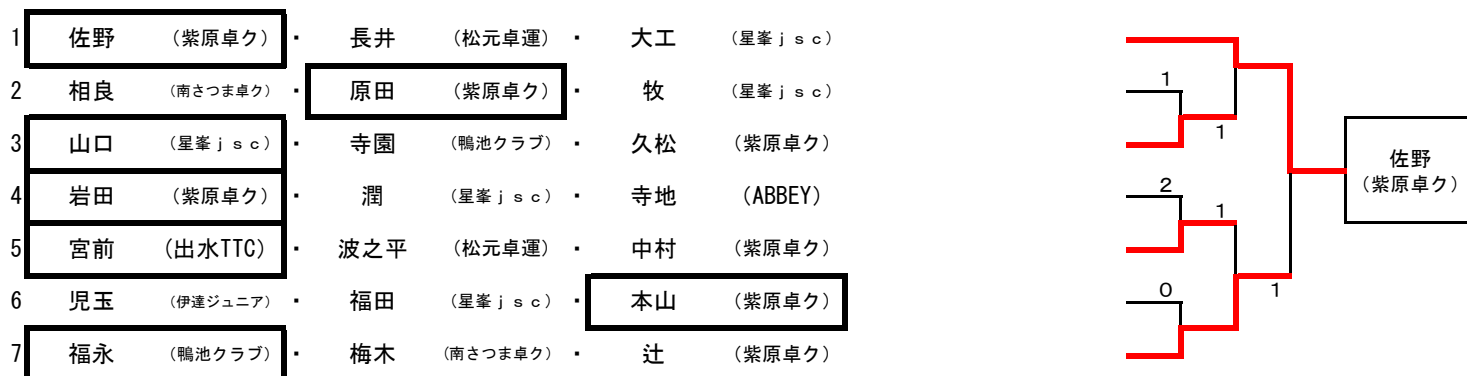 1 佐野 (紫原卓ク) ・ 長井 (松元卓運) ・ 大工 (星峯ｊｓｃ)
2 相良 (南さつま卓ク) ・ 原田 (紫原卓ク) ・ 牧 (星峯ｊｓｃ)
1
3 山口 (星峯ｊｓｃ) ・ 寺園 (鴨池クラブ) ・ 久松 (紫原卓ク)
1
佐野
(紫原卓ク)
4 岩田 (紫原卓ク) ・ 潤 (星峯ｊｓｃ) ・ 寺地 (ABBEY)
2
1
5 宮前 (出水TTC) ・ 波之平 (松元卓運) ・ 中村 (紫原卓ク)
6 児玉 (伊達ジュニア) ・ 福田 (星峯ｊｓｃ) ・ 本山 (紫原卓ク)
0
1
7 福永 (鴨池クラブ) ・ 梅木 (南さつま卓ク) ・ 辻 (紫原卓ク)